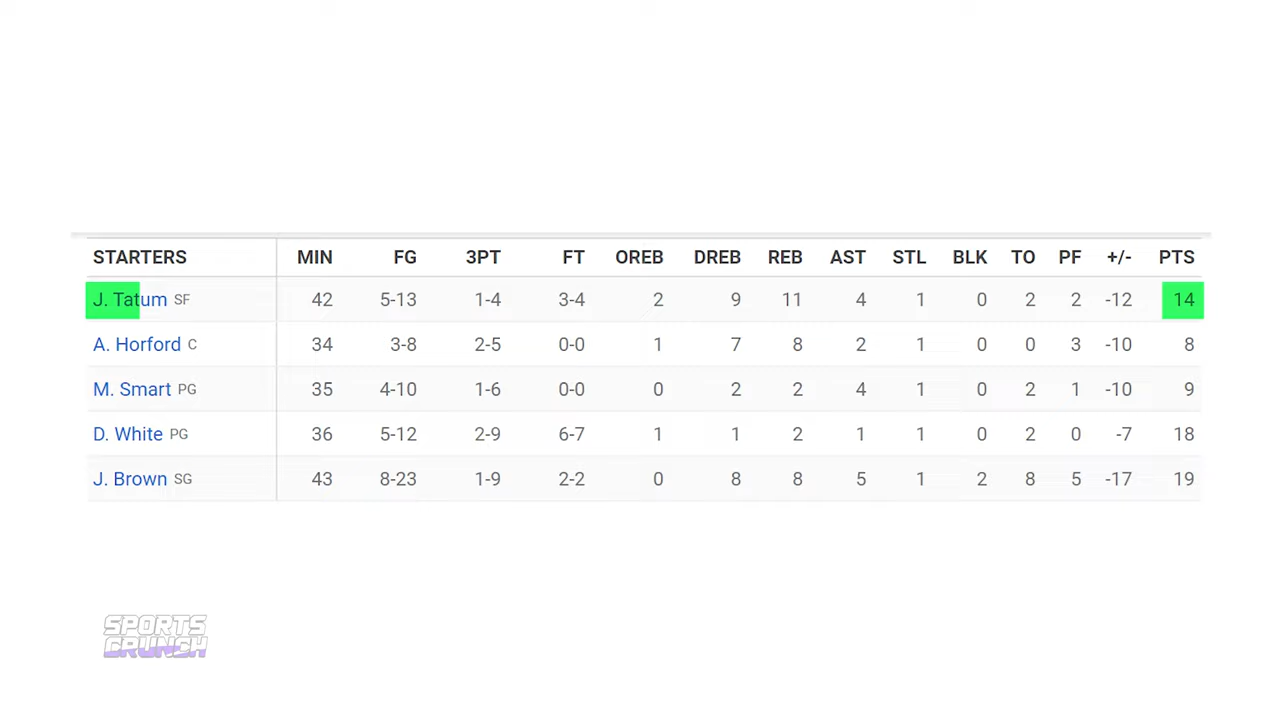 STARTERS MIN FG 3PT FT OREB DREB REB AST STL BLK TO PF +/- PTS
J. Tatum SF 42 5-13 1-4 3-4 2 9 11 4 1 0 2 2 -12 14
A. Horford C 34 3-8 2-5 0-0 1 7 8 2 1 0 0 3 -10 8
M. Smart PG 35 4-10 1-6 0-0 0 2 2 4 1 0 2 1 -10 9
D. White PG 36 5-12 2-9 6-7 1 1 2 1 1 0 2 0 -7 18
J. Brown SG 43 8-23 1-9 2-2 0 8 8 5 1 2 8 5 -17 19
SPORTS
CRUNCH